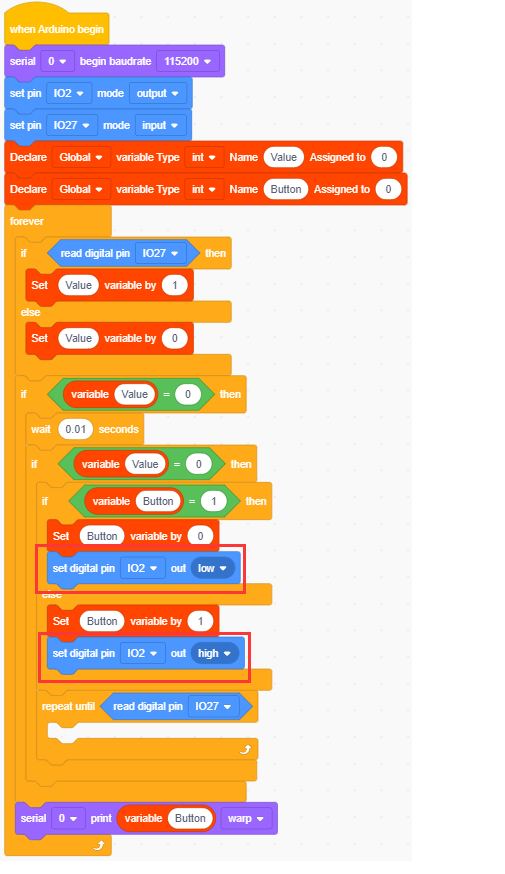 when Arduino begin
serial 0 begin baudrate 115200
set pin IO2 mode output
set pin IO27 mode input
Declare Global variable Type int Name Value Assigned to 0
Declare Global variable Type int Name Button Assigned to 0
forever
if read digital pin IO27 then
Set Value variable by 1
else
Set Value variable by 0
if variable Value = 0 then
wait 0.01 seconds
if variable Value = 0 then
if variable Button = 1 then
Set Button variable by 0
set digital pin IO2 out low
else
Set Button variable by 1
set digital pin IO2 out high
repeat until read digital pin IO27
serial 0 print variable Button warp